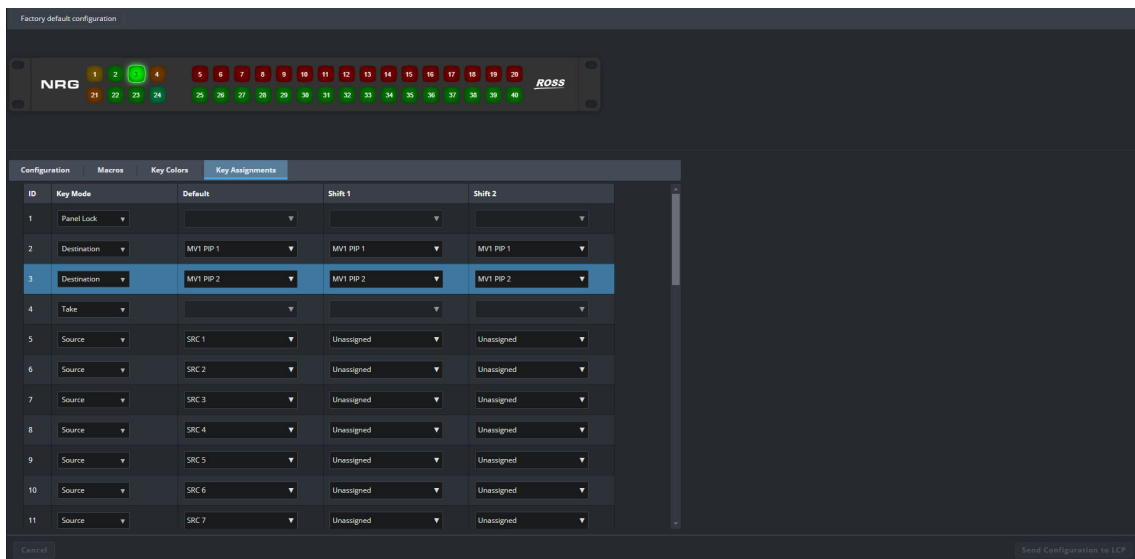 Factory default configuration
NRG 1 2 3 4 5 6 7 8 9 10 11 12 13 14 15 16 17 18 19 20 ROSS
21 22 23 24 25 26 27 28 29 30 31 32 33 34 35 36 37 38 39 40
Configuration Macros Key Colors Key Assignments
ID Key Mode Default Shift 1 Shift 2
1 Panel Lock
2 Destination MV1 PIP 1 MV1 PIP 1 MV1 PIP 1
3 Destination MV1 PIP 2 MV1 PIP 2 MV1 PIP 2
4 Take
5 Source SRC 1 Unassigned Unassigned
6 Source SRC 2 Unassigned Unassigned
7 Source SRC 3 Unassigned Unassigned
8 Source SRC 4 Unassigned Unassigned
9 Source SRC 5 Unassigned Unassigned
10 Source SRC 6 Unassigned Unassigned
11 Source SRC 7 Unassigned Unassigned
Cancel Send Configuration to LCP